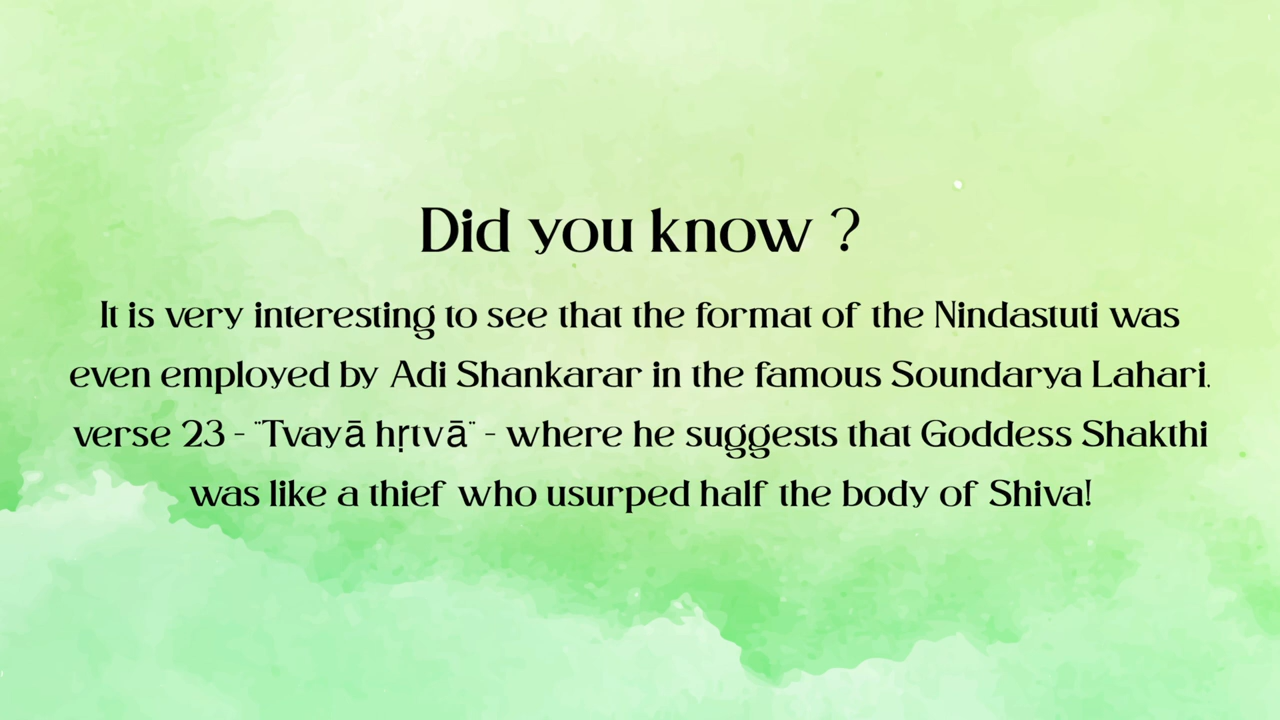 Did you know ?
It is very interesting to see that the format of the Nindastuti was
even employed by Adi Shankarar in the famous Soundarya Lahari.
verse 23 - "Tvayā hṛtvā" - where he suggests that Goddess Shakthi
was like a thief who usurped half the body of Shiva!